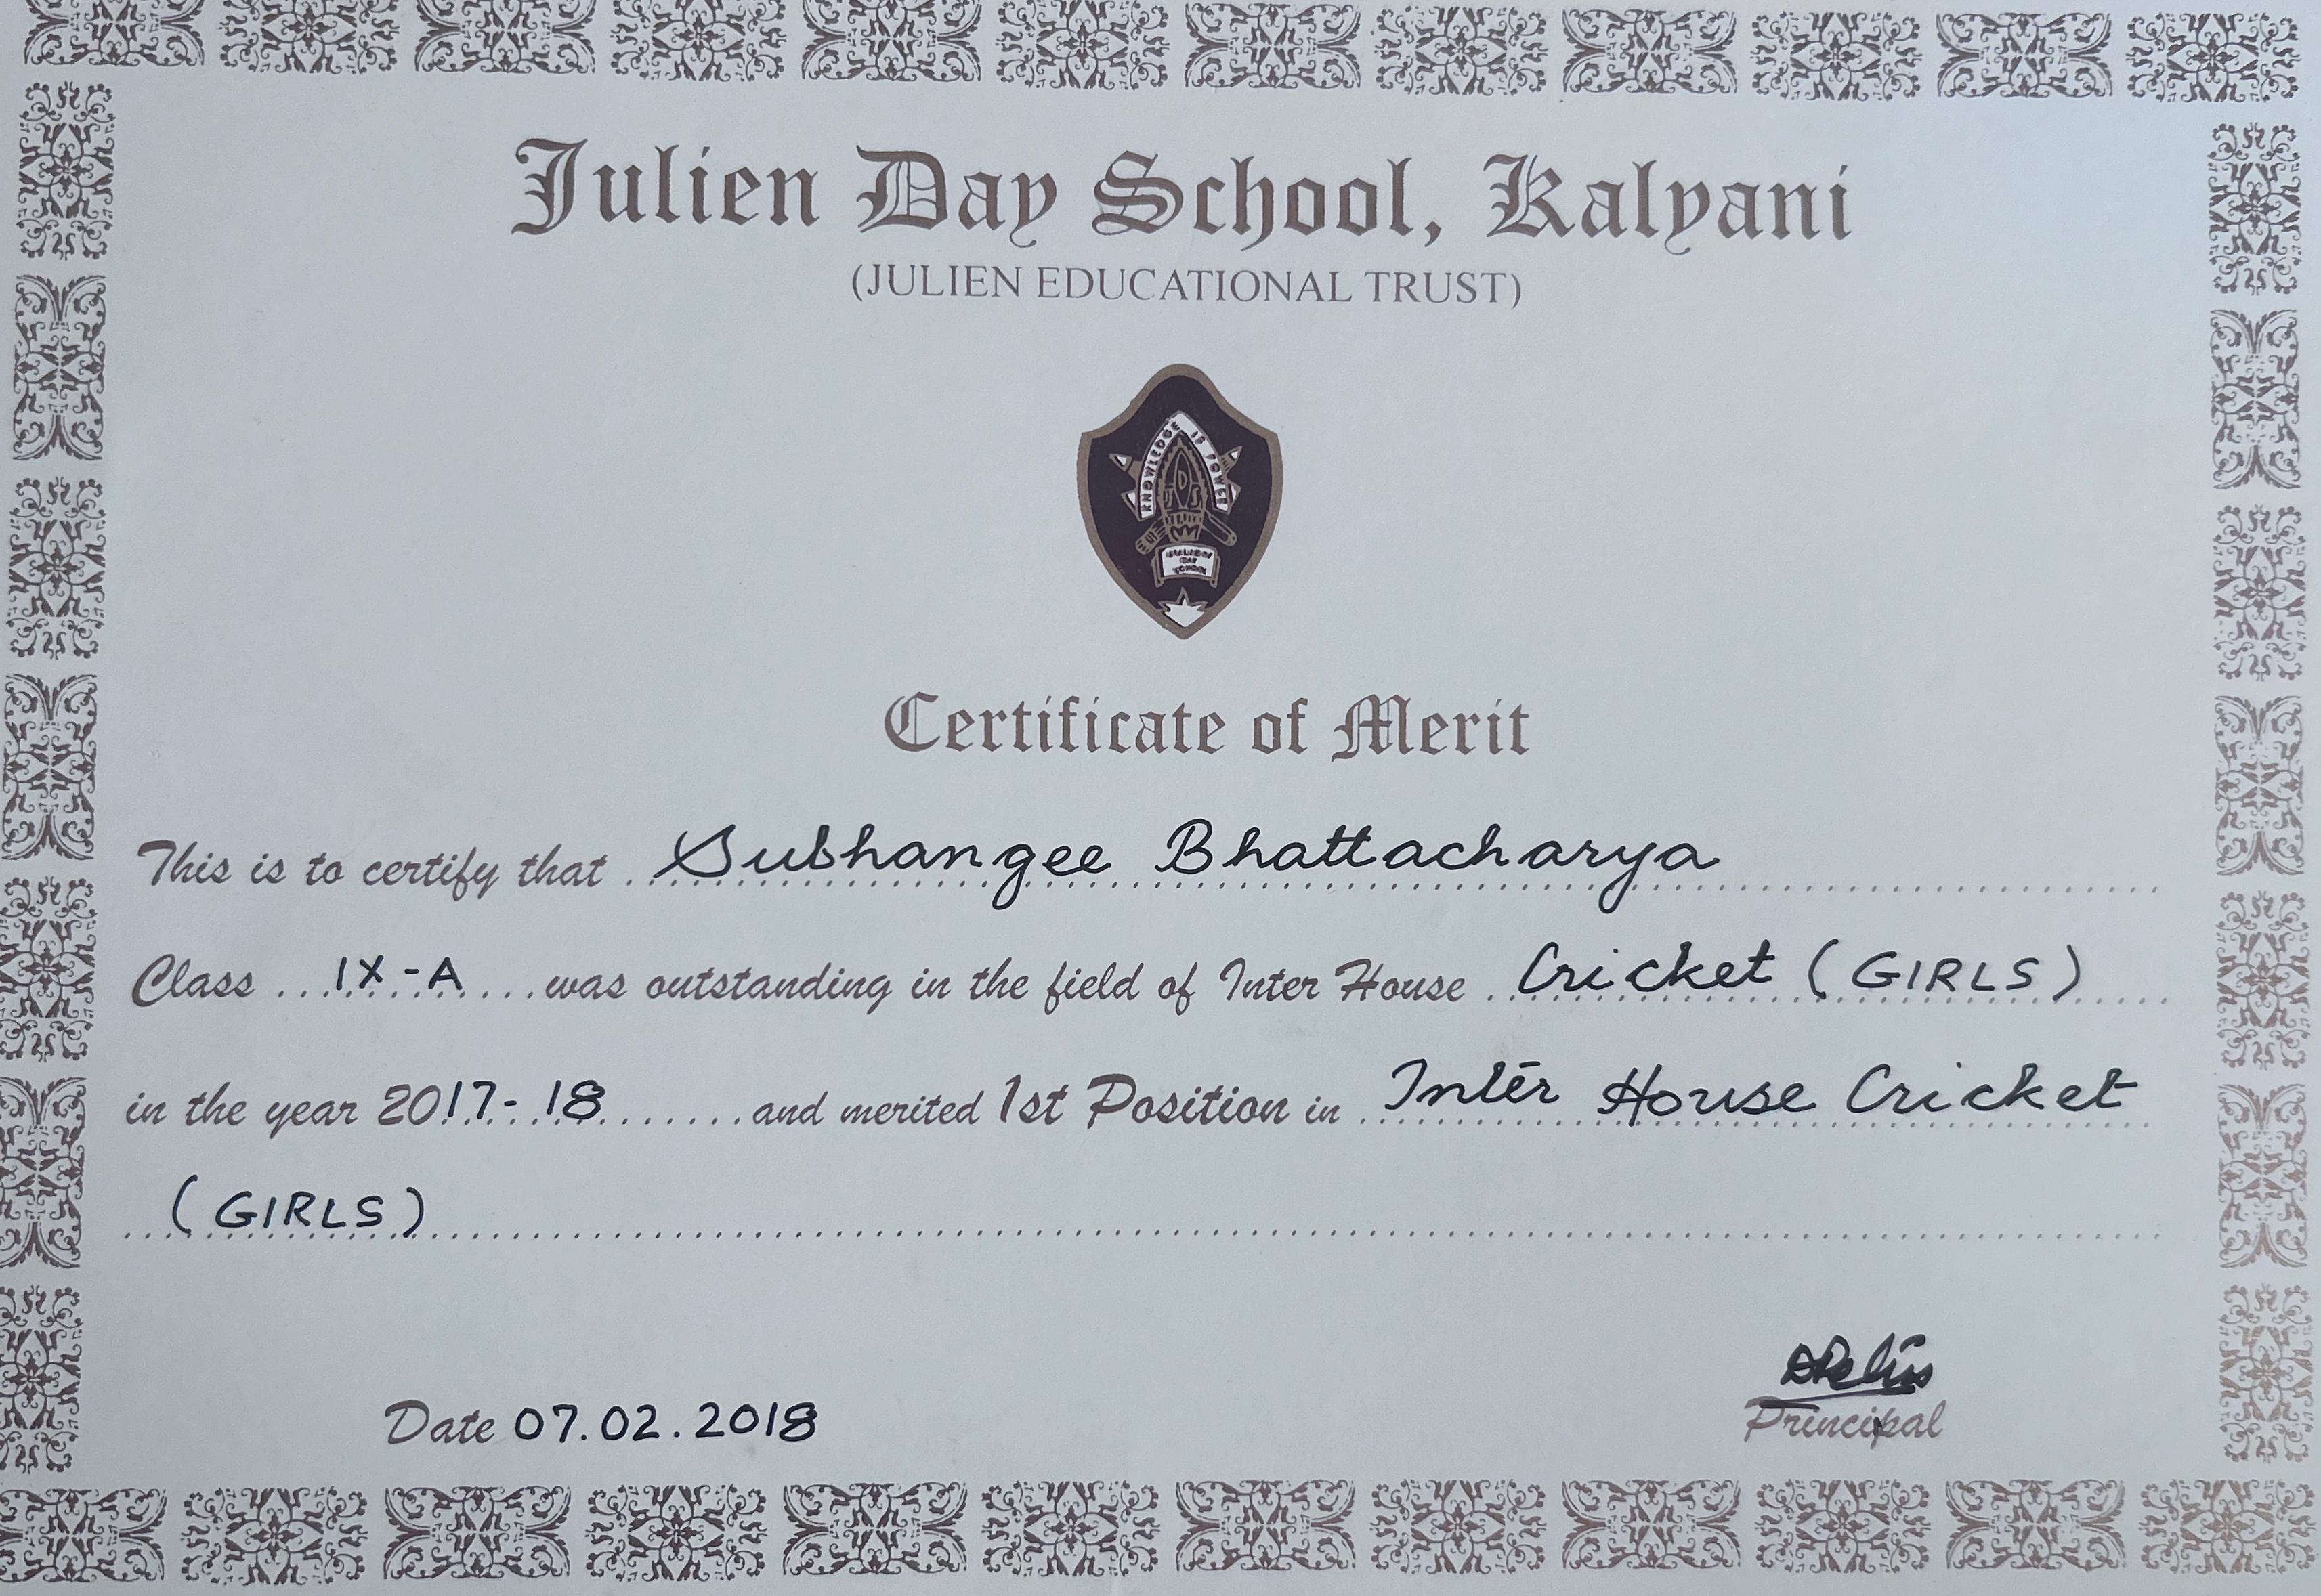 Julien Day School, Kalyani
(JULIEN EDUCATIONAL TRUST)
KNOWLEDGE IS POWER
JDS
JULIEN
DAY
SCHOOL
Certificate of Merit
This is to certify that Subhangee Bhattacharya
Class IX-A was outstanding in the field of Inter House Cricket (GIRLS)
in the year 2017-18 and merited 1st Position in Inter House Cricket
(GIRLS)
Date 07.02.2018
Principal